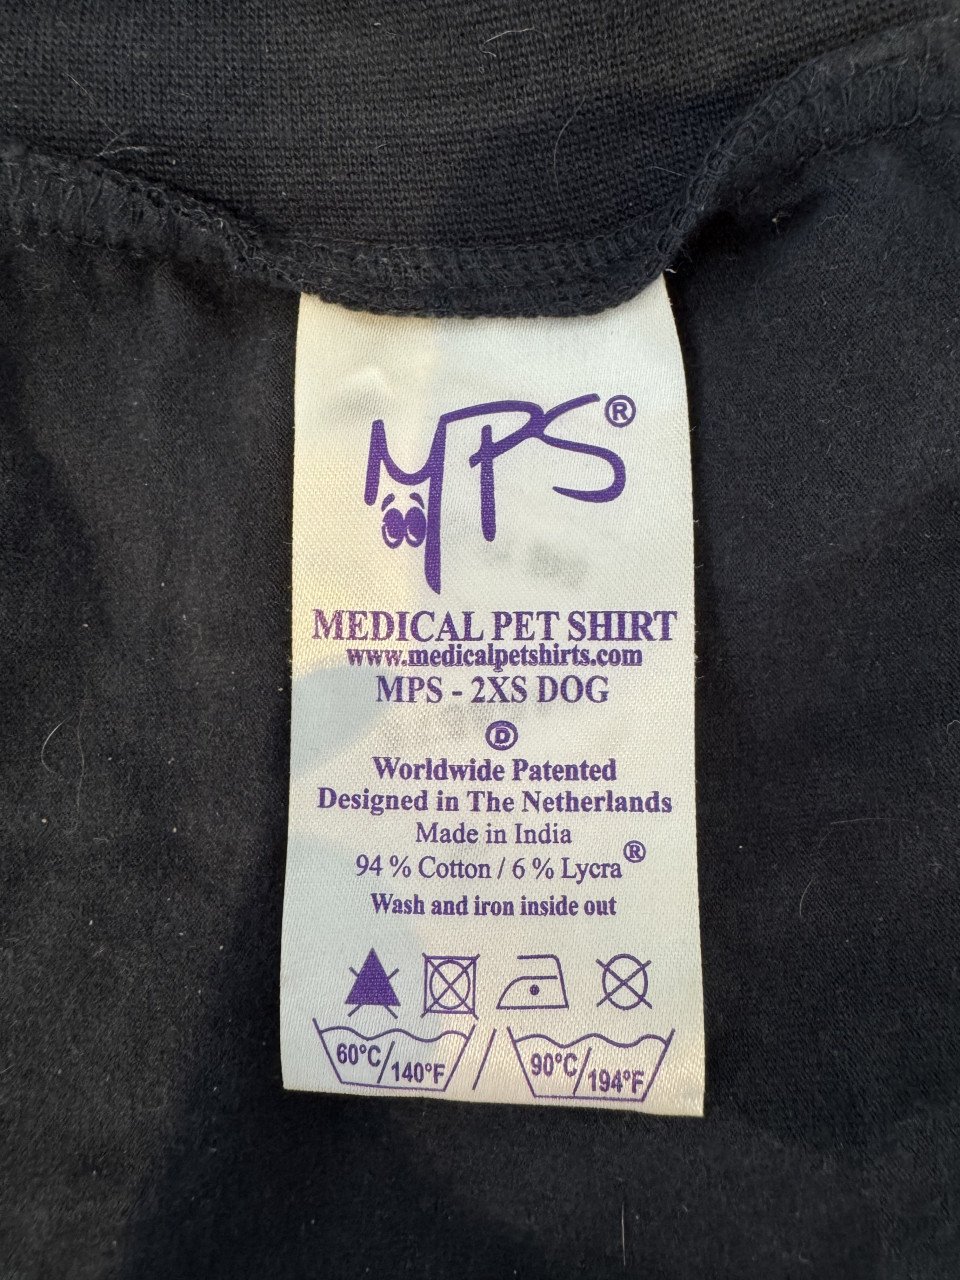 MPS®
MEDICAL PET SHIRT
www.medicalpetshirts.com
MPS - 2XS DOG
D
Worldwide Patented
Designed in The Netherlands
Made in India
94 % Cotton / 6 % Lycra®
Wash and iron inside out
60°C/140°F / 90°C/194°F